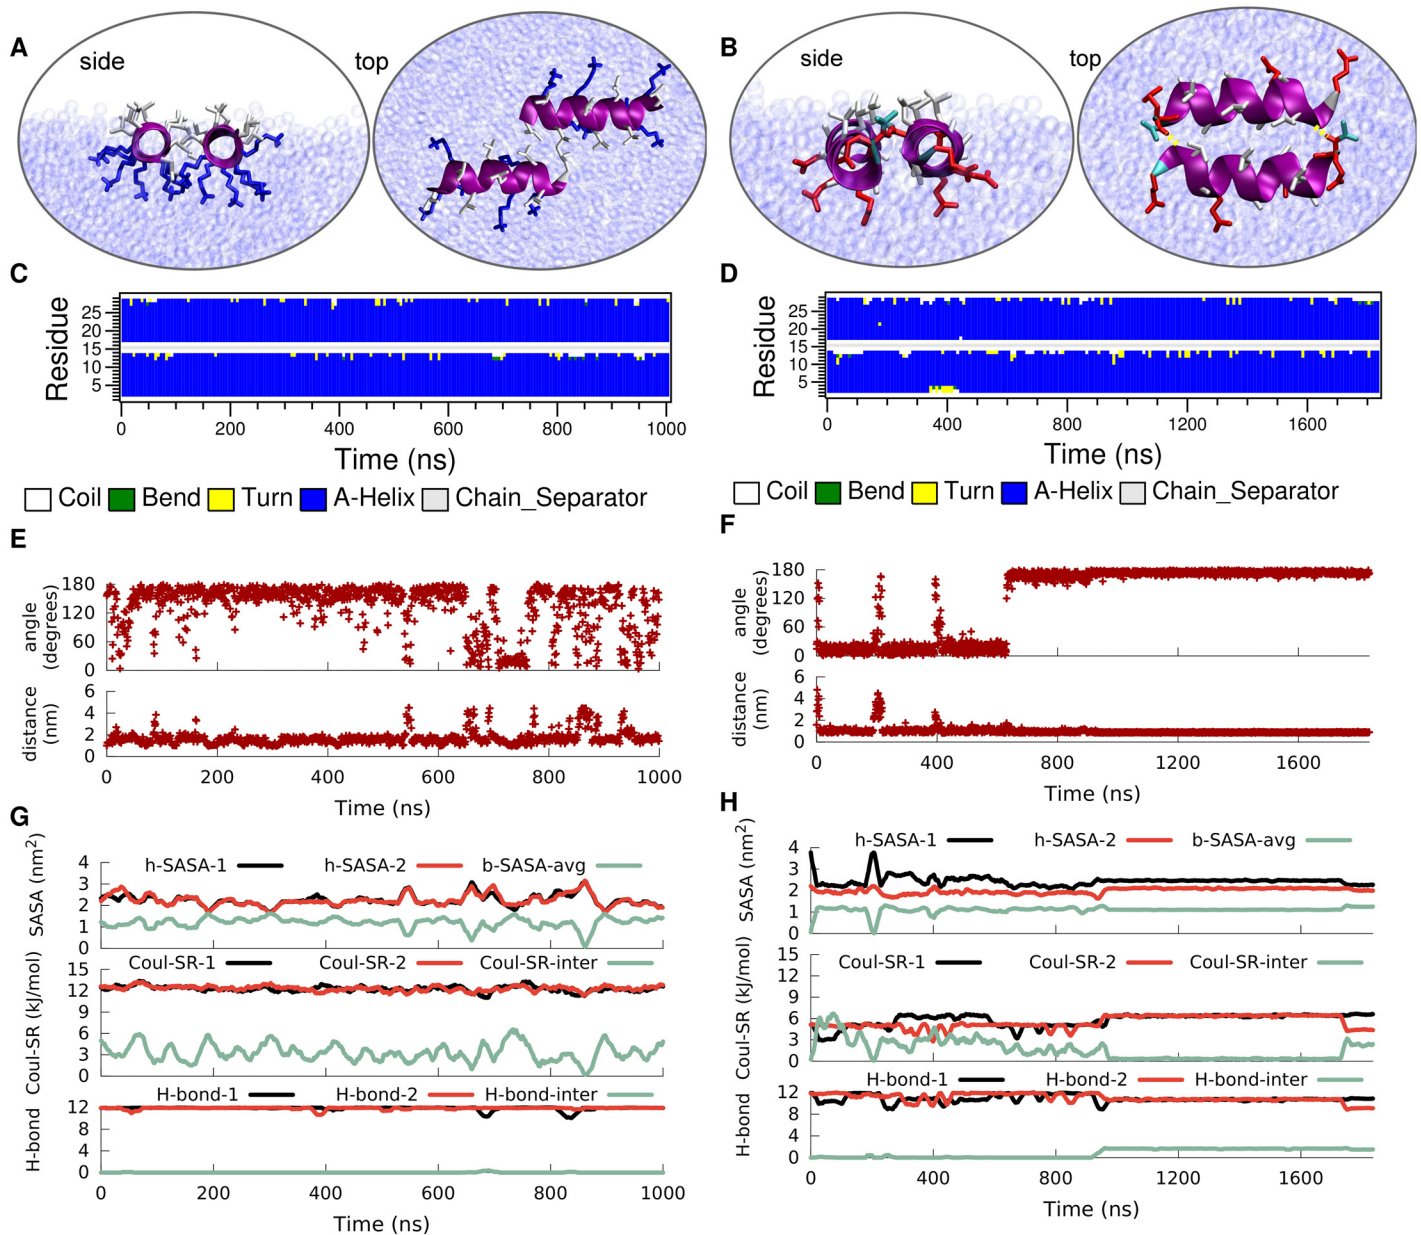 A
side
top
B
side
top
C
Residue
25
20
15
10
5
0 200 400 600 800 1000
Time (ns)
Coil Bend Turn A-Helix Chain_Separator
D
Residue
25
20
15
10
5
0 400 800 1200 1600
Time (ns)
Coil Bend Turn A-Helix Chain_Separator
E
angle
(degrees)
180
120
60
0
distance
(nm)
6
4
2
0
0 200 400 600 800 1000
Time (ns)
F
angle
(degrees)
180
120
60
0
distance
(nm)
6
4
2
0
0 400 800 1200 1600
Time (ns)
G
SASA (nm²)
4
3
2
1
0
h-SASA-1 h-SASA-2 b-SASA-avg
Coul-SR (kJ/mol)
15
12
9
6
3
0
Coul-SR-1 Coul-SR-2 Coul-SR-inter
H-bond
12
8
4
0
H-bond-1 H-bond-2 H-bond-inter
0 200 400 600 800 1000
Time (ns)
H
SASA (nm²)
4
3
2
1
0
h-SASA-1 h-SASA-2 b-SASA-avg
Coul-SR (kJ/mol)
15
12
9
6
3
0
Coul-SR-1 Coul-SR-2 Coul-SR-inter
H-bond
12
8
4
0
H-bond-1 H-bond-2 H-bond-inter
0 400 800 1200 1600
Time (ns)